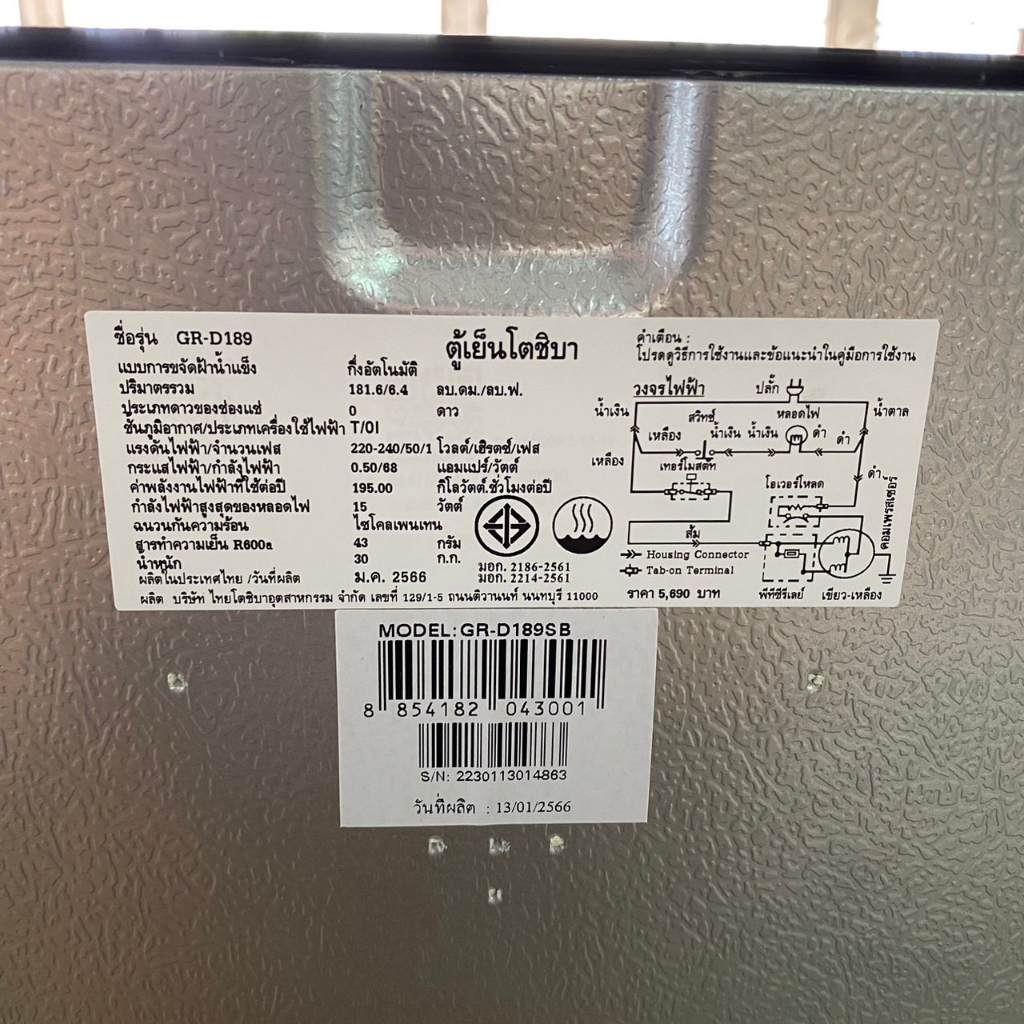 ชื่อรุ่น GR-D189
ตู้เย็นโตชิบา
คำเตือน :
โปรดดูวิธีการใช้งานและข้อแนะนำในคู่มือการใช้งาน
แบบการขจัดฝ้าน้ำแข็ง กึ่งอัตโนมัติ
ปริมาตรรวม 181.6/6.4 ลบ.ดม./ลบ.ฟ.
ประเภทดาวของช่องแช่ 0 ดาว
ชั้นภูมิอากาศ/ประเภทเครื่องใช้ไฟฟ้า T/OI
แรงดันไฟฟ้า/จำนวนเฟส 220-240/50/1 โวลต์/เฮิรตซ์/เฟส
กระแสไฟฟ้า/กำลังไฟฟ้า 0.50/68 แอมแปร์/วัตต์
ค่าพลังงานไฟฟ้าที่ใช้ต่อปี 195.00 กิโลวัตต์.ชั่วโมงต่อปี
กำลังไฟฟ้าสูงสุดของหลอดไฟ 15 วัตต์
ฉนวนกันความร้อน ไซโคลเพนเทน
สารทำความเย็น R600a 43 กรัม
น้ำหนัก 30 ก.ก.
ผลิตในประเทศไทย /วันที่ผลิต ม.ค. 2566
มอก. 2186-2561
มอก. 2214-2561
ผลิต บริษัท ไทยโตชิบาอุตสาหกรรม จำกัด เลขที่ 129/1-5 ถนนติวานนท์ นนทบุรี 11000
ราคา 5,690 บาท
วงจรไฟฟ้า
ปลั๊ก
น้ำเงิน
สวิทช์
หลอดไฟ
น้ำตาล
เหลือง
น้ำเงิน
น้ำเงิน
ดำ
ดำ
เหลือง
เทอร์โมสตัท
ดำ
โอเวอร์โหลด
คอมเพรสเซอร์
ส้ม
Housing Connector
Tab-on Terminal
พีทีซีรีเลย์
เขียว-เหลือง
MODEL:GR-D189SB
8 854182 043001
S/N: 2230113014863
วันที่ผลิต : 13/01/2566